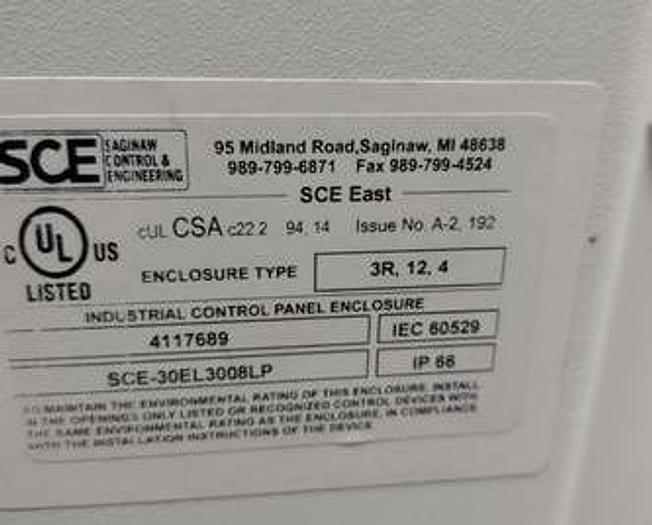 SCE SAGINAW CONTROL & ENGINEERING
95 Midland Road, Saginaw, MI 48638
989-799-6871 Fax 989-799-4524
SCE East
C UL US LISTED
cUL CSA c22.2 94, 14 Issue No. A-2, 192
ENCLOSURE TYPE 3R, 12, 4
INDUSTRIAL CONTROL PANEL ENCLOSURE
4117689 IEC 60529
SCE-30EL3008LP IP 66
TO MAINTAIN THE ENVIRONMENTAL RATING OF THIS ENCLOSURE, INSTALL
IN THE OPENINGS ONLY LISTED OR RECOGNIZED CONTROL DEVICES WITH
THE SAME ENVIRONMENTAL RATING AS THE ENCLOSURE, IN COMPLIANCE
WITH THE INSTALLATION INSTRUCTIONS OF THE DEVICE